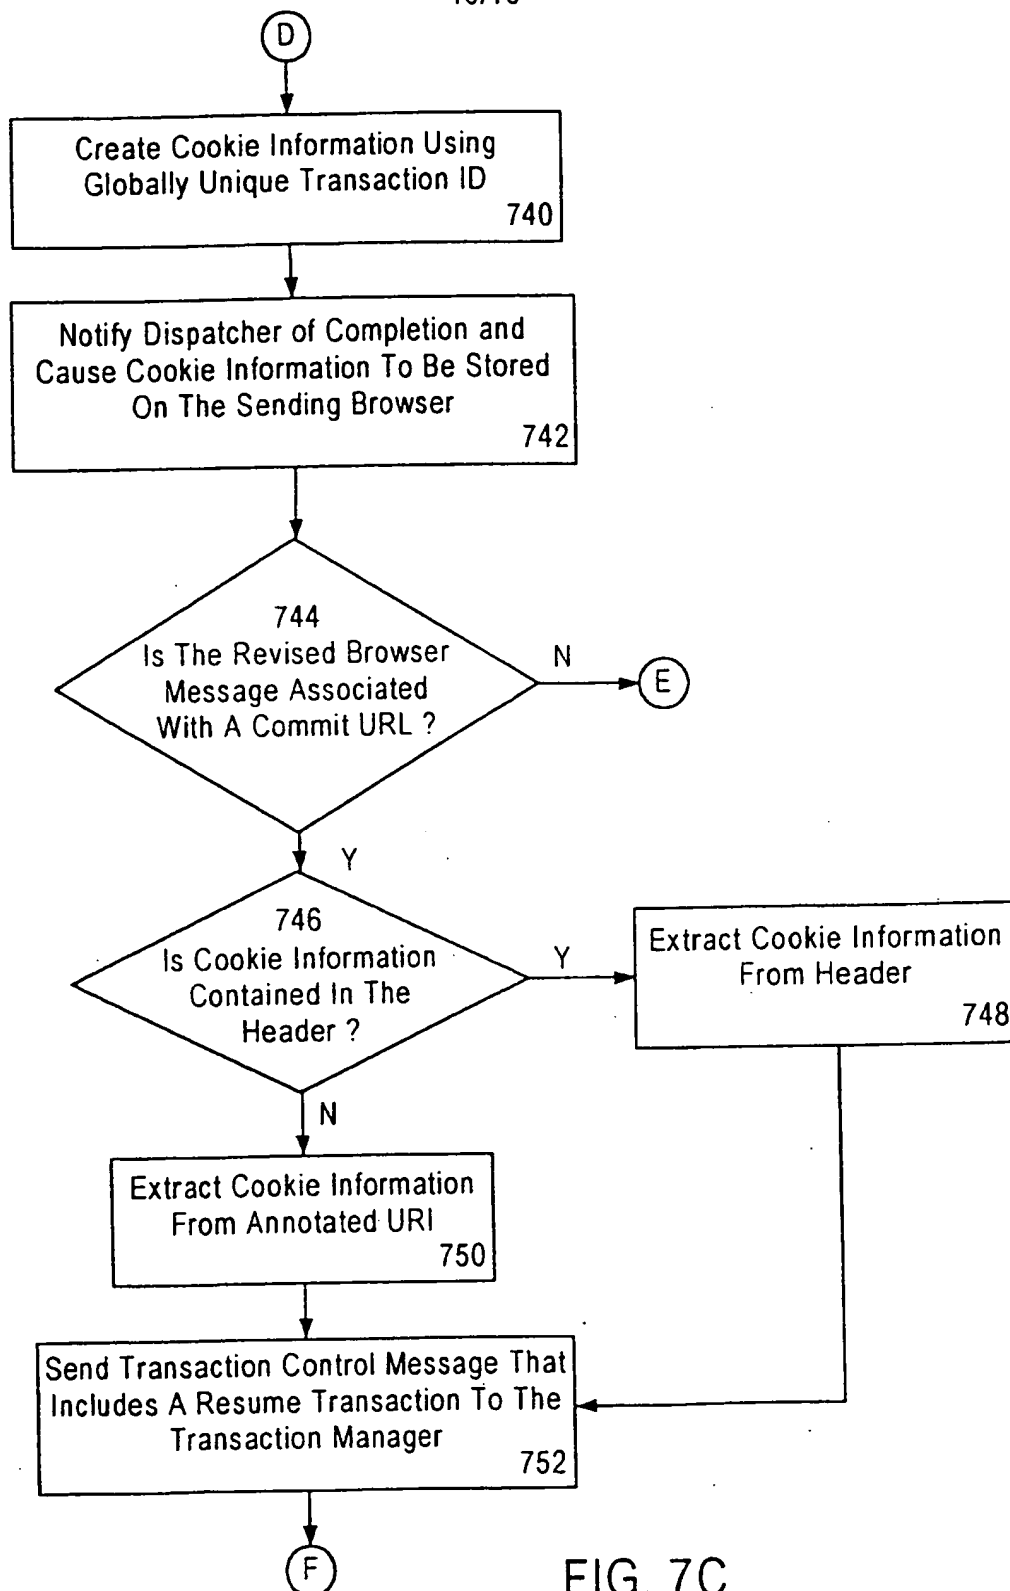 D
Create Cookie Information Using
Globally Unique Transaction ID
740
Notify Dispatcher of Completion and
Cause Cookie Information To Be Stored
On The Sending Browser
742
744
Is The Revised Browser
Message Associated
With A Commit URL ?
N
E
Y
746
Is Cookie Information
Contained In The
Header ?
Y
Extract Cookie Information
From Header
748
N
Extract Cookie Information
From Annotated URI
750
Send Transaction Control Message That
Includes A Resume Transaction To The
Transaction Manager
752
F
FIG. 7C